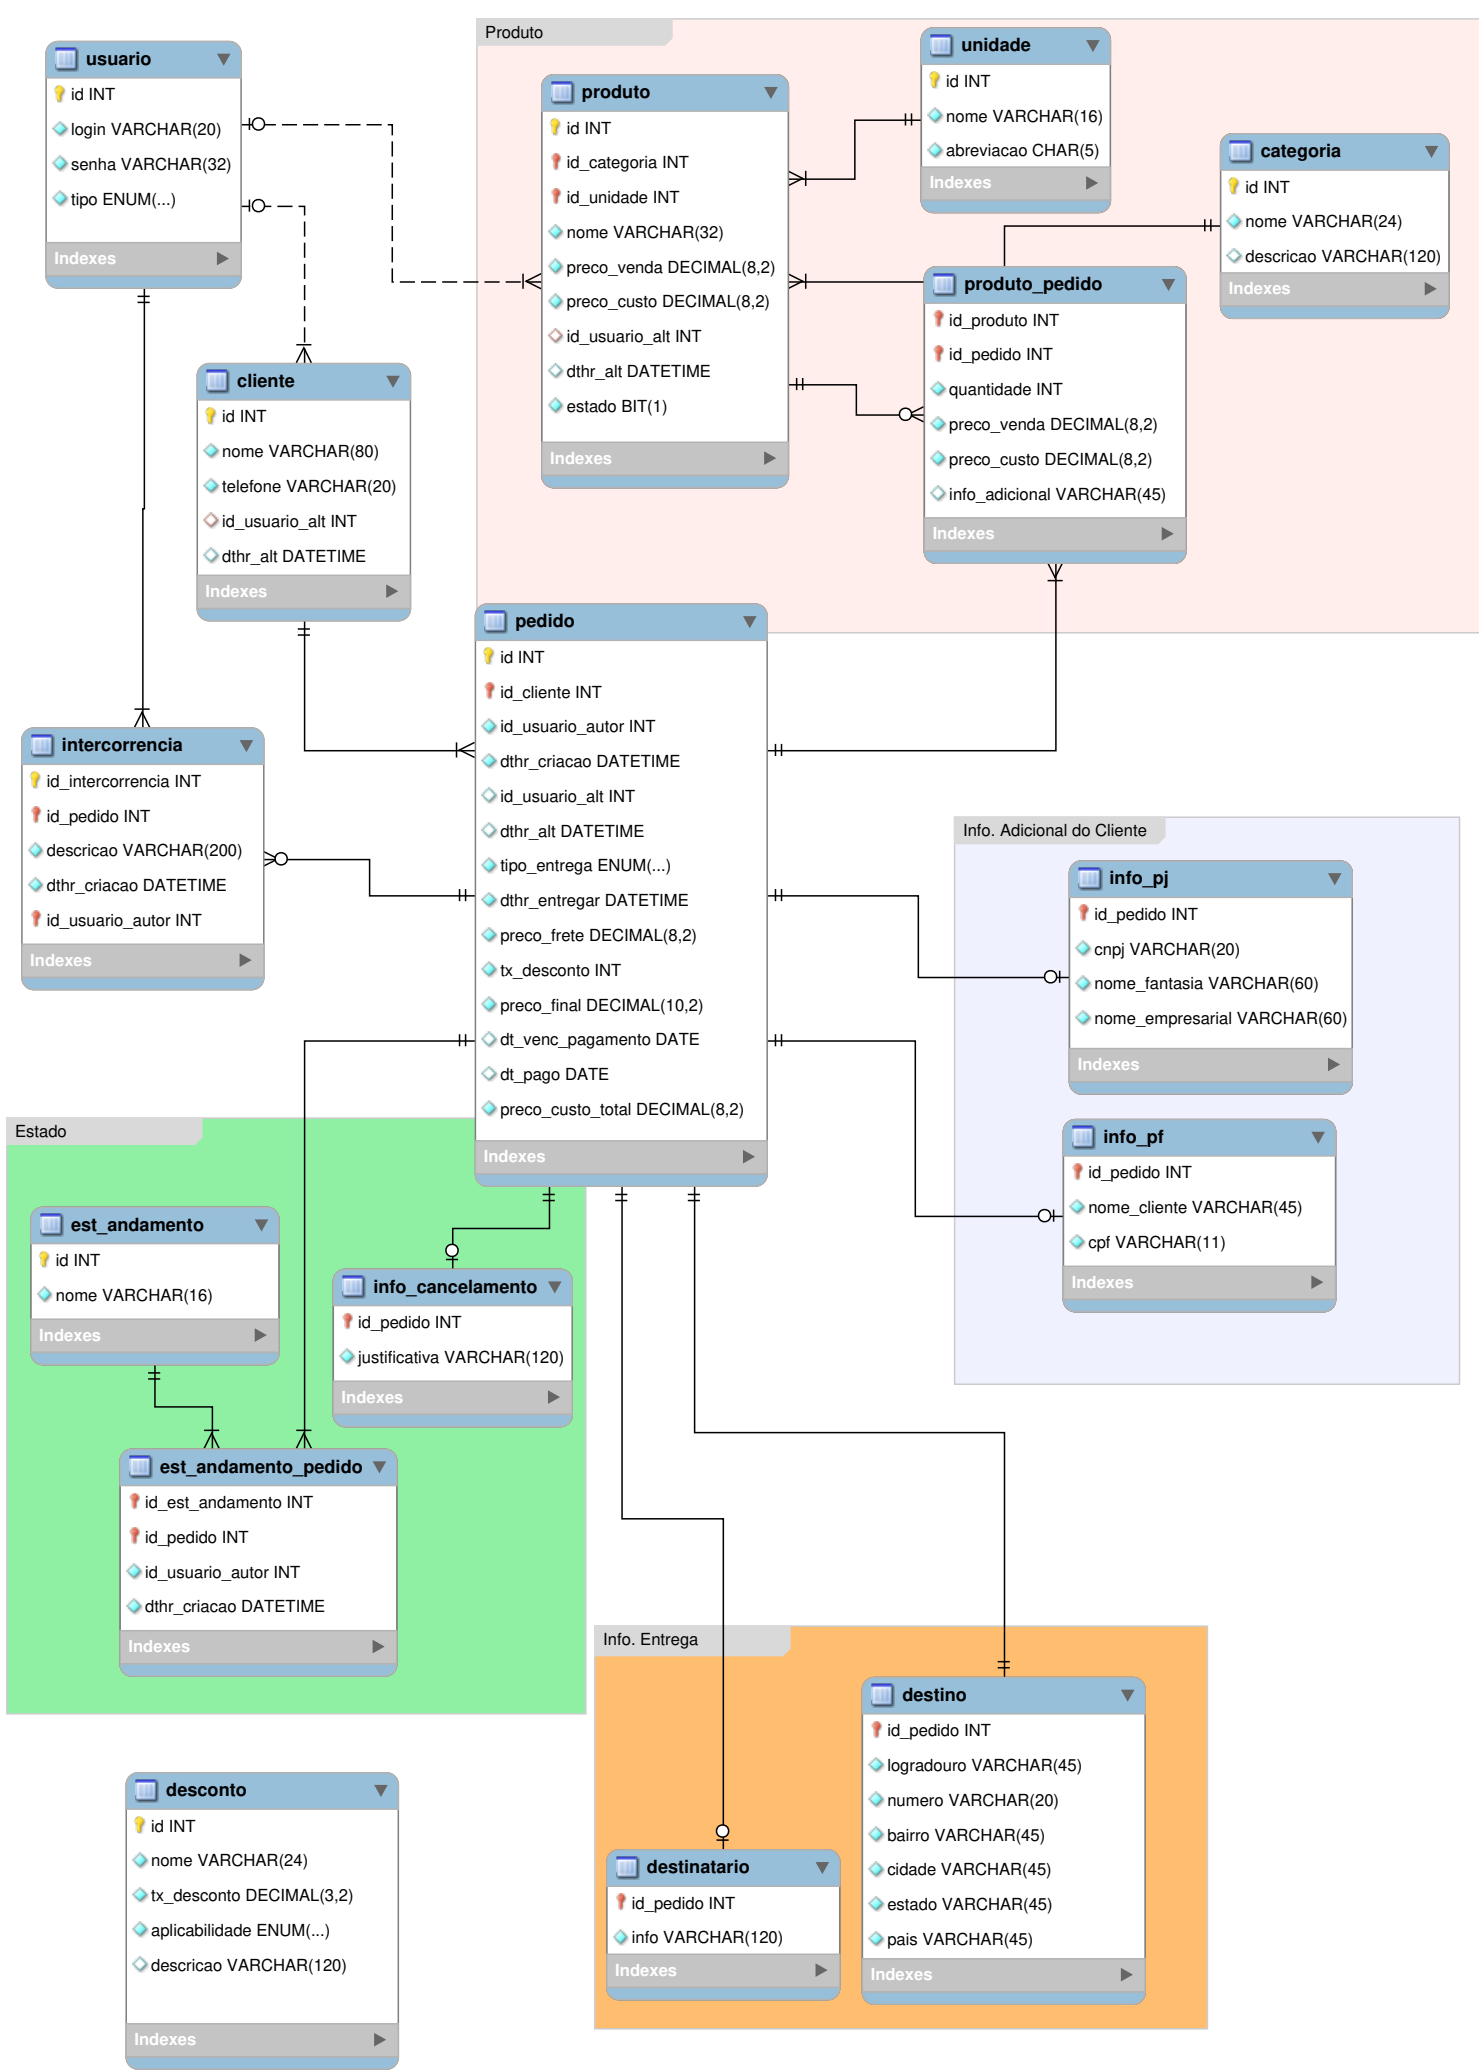 usuario
id INT
login VARCHAR(20)
senha VARCHAR(32)
tipo ENUM(...)
Indexes
Produto
produto
id INT
id_categoria INT
id_unidade INT
nome VARCHAR(32)
preco_venda DECIMAL(8,2)
preco_custo DECIMAL(8,2)
id_usuario_alt INT
dthr_alt DATETIME
estado BIT(1)
Indexes
unidade
id INT
nome VARCHAR(16)
abreviacao CHAR(5)
Indexes
categoria
id INT
nome VARCHAR(24)
descricao VARCHAR(120)
Indexes
produto_pedido
id_produto INT
id_pedido INT
quantidade INT
preco_venda DECIMAL(8,2)
preco_custo DECIMAL(8,2)
info_adicional VARCHAR(45)
Indexes
cliente
id INT
nome VARCHAR(80)
telefone VARCHAR(20)
id_usuario_alt INT
dthr_alt DATETIME
Indexes
pedido
id INT
id_cliente INT
id_usuario_autor INT
dthr_criacao DATETIME
id_usuario_alt INT
dthr_alt DATETIME
tipo_entrega ENUM(...)
dthr_entregar DATETIME
preco_frete DECIMAL(8,2)
tx_desconto INT
preco_final DECIMAL(10,2)
dt_venc_pagamento DATE
dt_pago DATE
preco_custo_total DECIMAL(8,2)
Indexes
intercorrencia
id_intercorrencia INT
id_pedido INT
descricao VARCHAR(200)
dthr_criacao DATETIME
id_usuario_autor INT
Indexes
Info. Adicional do Cliente
info_pj
id_pedido INT
cnpj VARCHAR(20)
nome_fantasia VARCHAR(60)
nome_empresarial VARCHAR(60)
Indexes
info_pf
id_pedido INT
nome_cliente VARCHAR(45)
cpf VARCHAR(11)
Indexes
Estado
est_andamento
id INT
nome VARCHAR(16)
Indexes
info_cancelamento
id_pedido INT
justificativa VARCHAR(120)
Indexes
est_andamento_pedido
id_est_andamento INT
id_pedido INT
id_usuario_autor INT
dthr_criacao DATETIME
Indexes
Info. Entrega
destino
id_pedido INT
logradouro VARCHAR(45)
numero VARCHAR(20)
bairro VARCHAR(45)
cidade VARCHAR(45)
estado VARCHAR(45)
pais VARCHAR(45)
Indexes
destinatario
id_pedido INT
info VARCHAR(120)
Indexes
desconto
id INT
nome VARCHAR(24)
tx_desconto DECIMAL(3,2)
aplicabilidade ENUM(...)
descricao VARCHAR(120)
Indexes